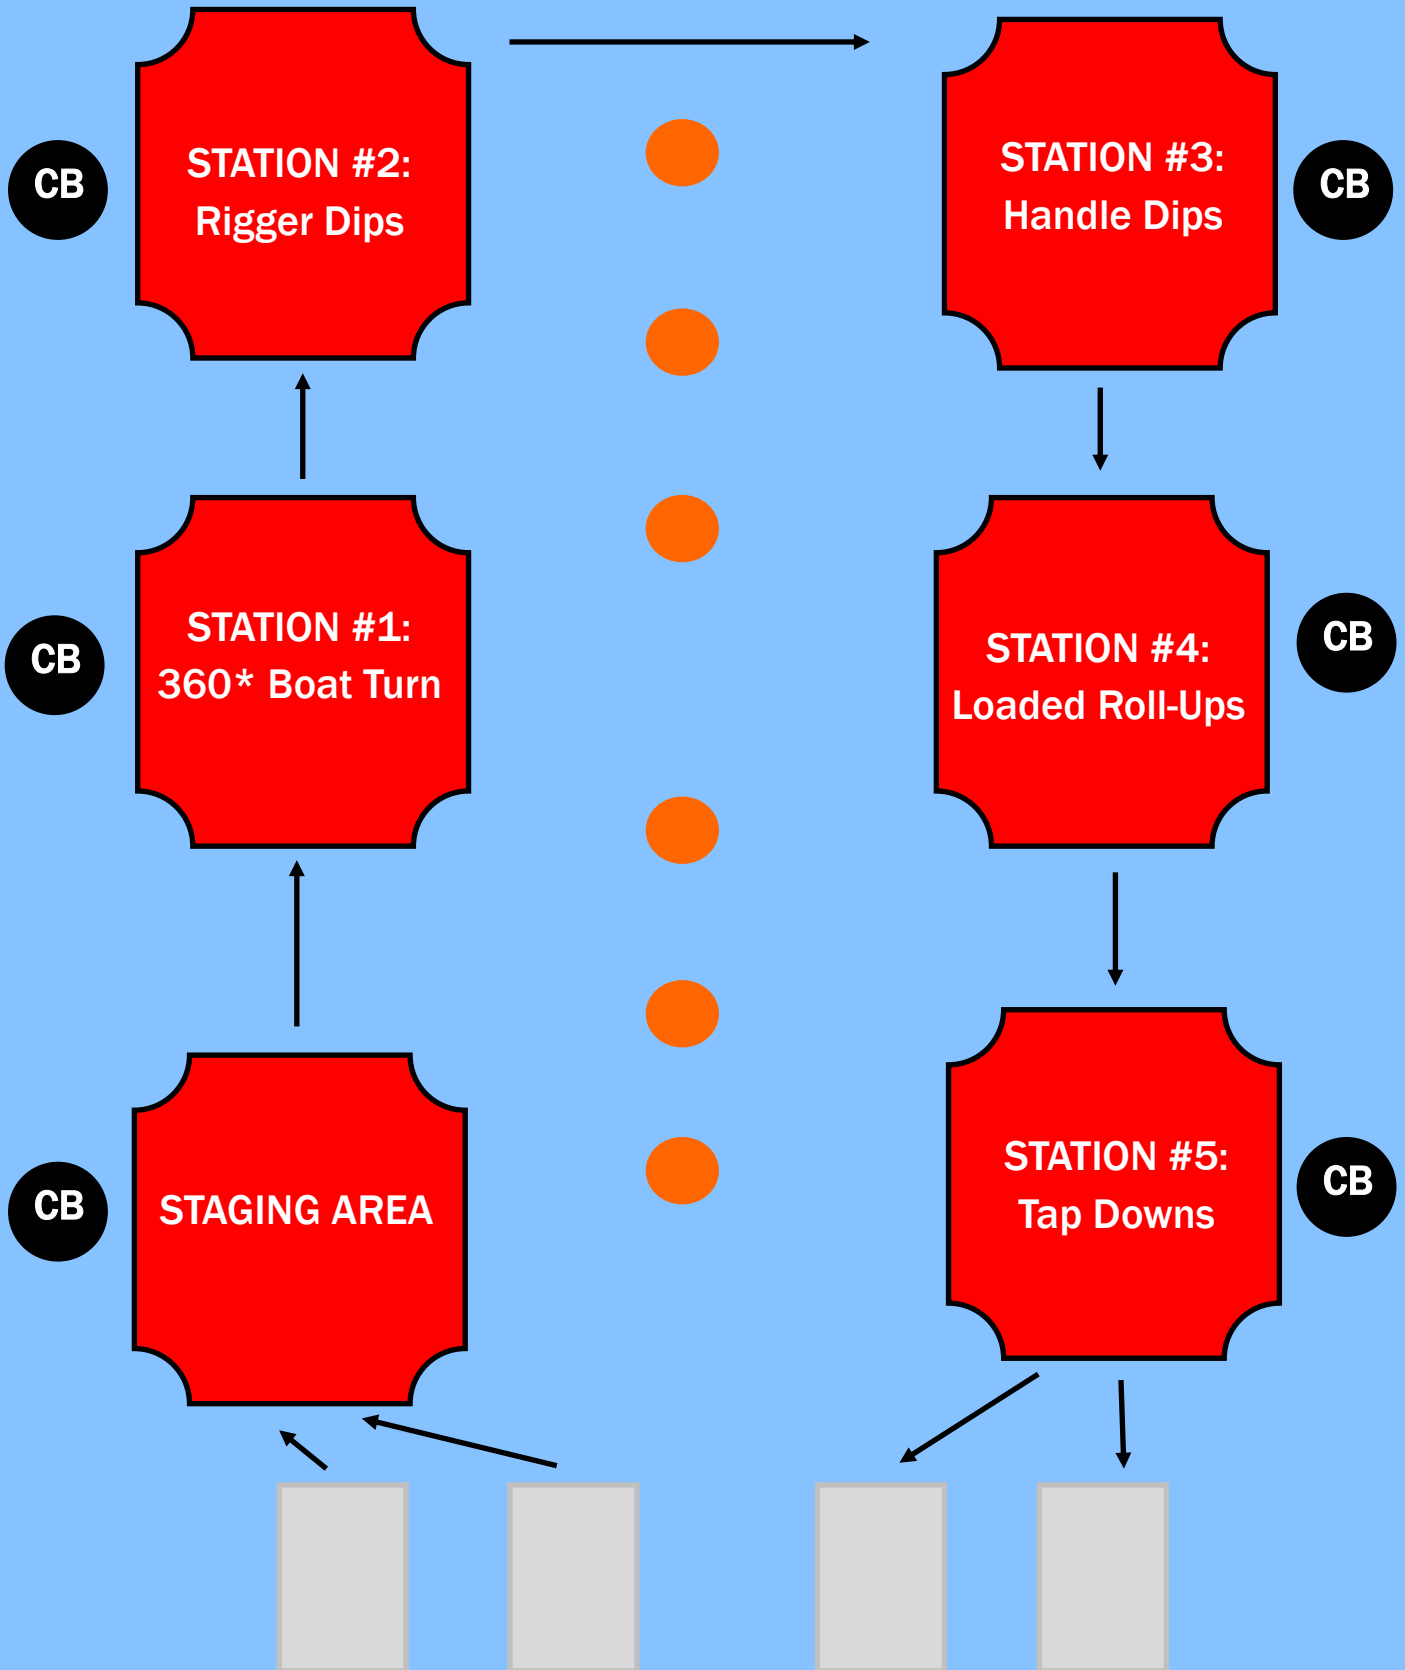 STATION #2:
Rigger Dips
CB
STATION #3:
Handle Dips
CB
STATION #1:
360* Boat Turn
CB
STATION #4:
Loaded Roll-Ups
CB
STAGING AREA
CB
STATION #5:
Tap Downs
CB